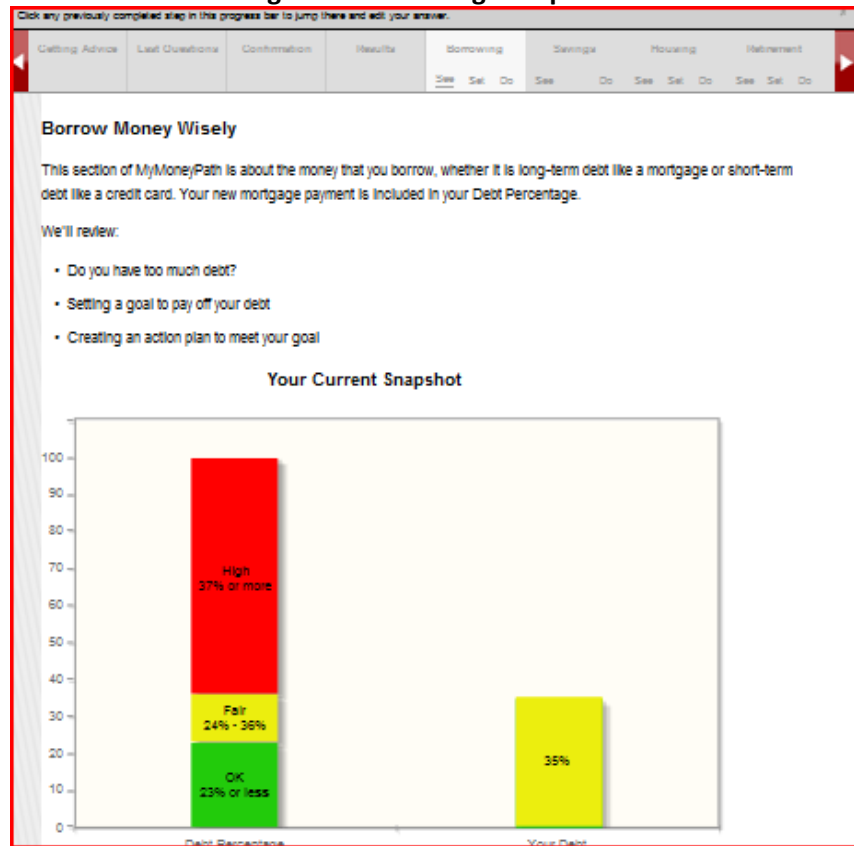 Click any previously completed step in this progress bar to jump there and edit your answer.
Getting Advice Last Questions Confirmation Results Borrowing Savings Housing Retirement
See Set Do See Do See Set Do See Set Do
Borrow Money Wisely
This section of MyMoneyPath is about the money that you borrow, whether it is long-term debt like a mortgage or short-term
debt like a credit card. Your new mortgage payment is included in your Debt Percentage.
We'll review:
• Do you have too much debt?
• Setting a goal to pay off your debt
• Creating an action plan to meet your goal
Your Current Snapshot
100
90
80
70
High
37% or more
60
50
40
30
Fair
24% - 36%
20
35%
OK
23% or less
10
0
Debt Percentage Your Debt